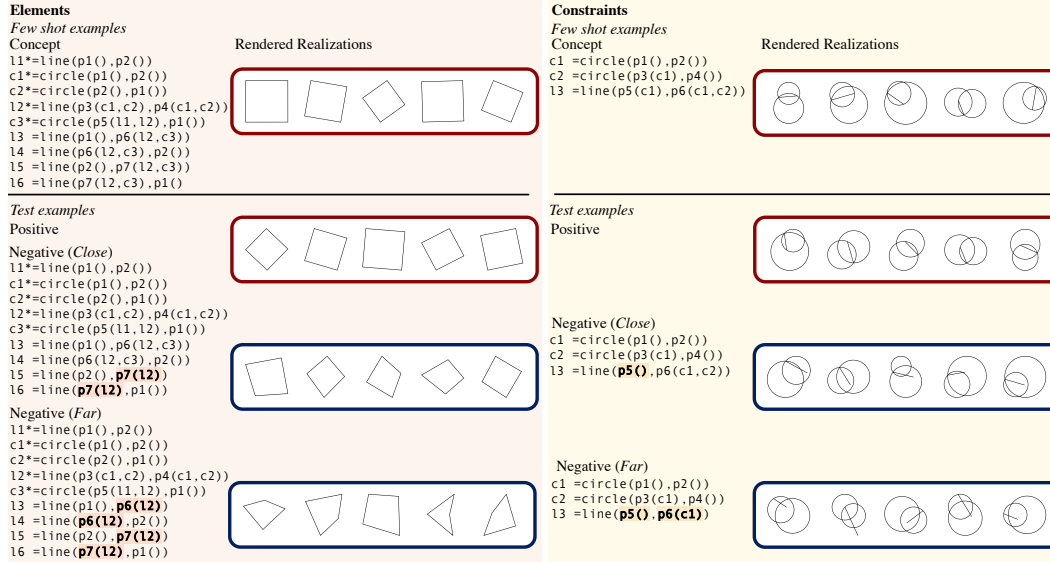 Elements
Few shot examples
Concept
Rendered Realizations
l1*=line(p1(),p2())
c1*=circle(p1(),p2())
c2*=circle(p2(),p1())
l2*=line(p3(c1,c2),p4(c1,c2))
c3*=circle(p5(l1,l2),p1())
l3 =line(p1(),p6(l2,c3))
l4 =line(p6(l2,c3),p2())
l5 =line(p2(),p7(l2,c3))
l6 =line(p7(l2,c3),p1()
Test examples
Positive
Negative (Close)
l1*=line(p1(),p2())
c1*=circle(p1(),p2())
c2*=circle(p2(),p1())
l2*=line(p3(c1,c2),p4(c1,c2))
c3*=circle(p5(l1,l2),p1())
l3 =line(p1(),p6(l2,c3))
l4 =line(p6(l2,c3),p2())
l5 =line(p2(),p7(l2))
l6 =line(p7(l2),p1())
Negative (Far)
l1*=line(p1(),p2())
c1*=circle(p1(),p2())
c2*=circle(p2(),p1())
l2*=line(p3(c1,c2),p4(c1,c2))
c3*=circle(p5(l1,l2),p1())
l3 =line(p1(),p6(l2))
l4 =line(p6(l2),p2())
l5 =line(p2(),p7(l2))
l6 =line(p7(l2),p1())
Constraints
Few shot examples
Concept
Rendered Realizations
c1 =circle(p1(),p2())
c2 =circle(p3(c1),p4())
l3 =line(p5(c1),p6(c1,c2))
Test examples
Positive
Negative (Close)
c1 =circle(p1(),p2())
c2 =circle(p3(c1),p4())
l3 =line(p5(),p6(c1,c2))
Negative (Far)
c1 =circle(p1(),p2())
c2 =circle(p3(c1),p4())
l3 =line(p5(),p6(c1))